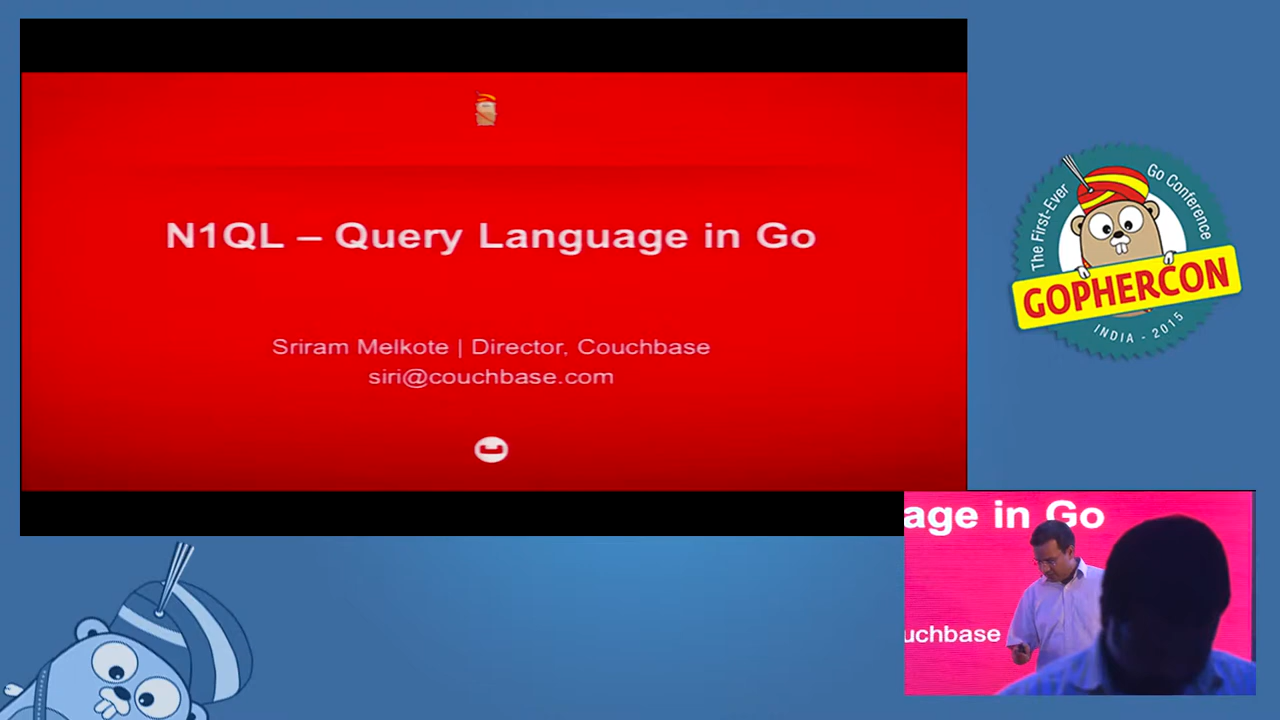 N1QL – Query Language in Go
Sriram Melkote | Director, Couchbase
siri@couchbase.com
The First-Ever
Go Conference
GOPHERCON
INDIA - 2015
age in Go
uchbase